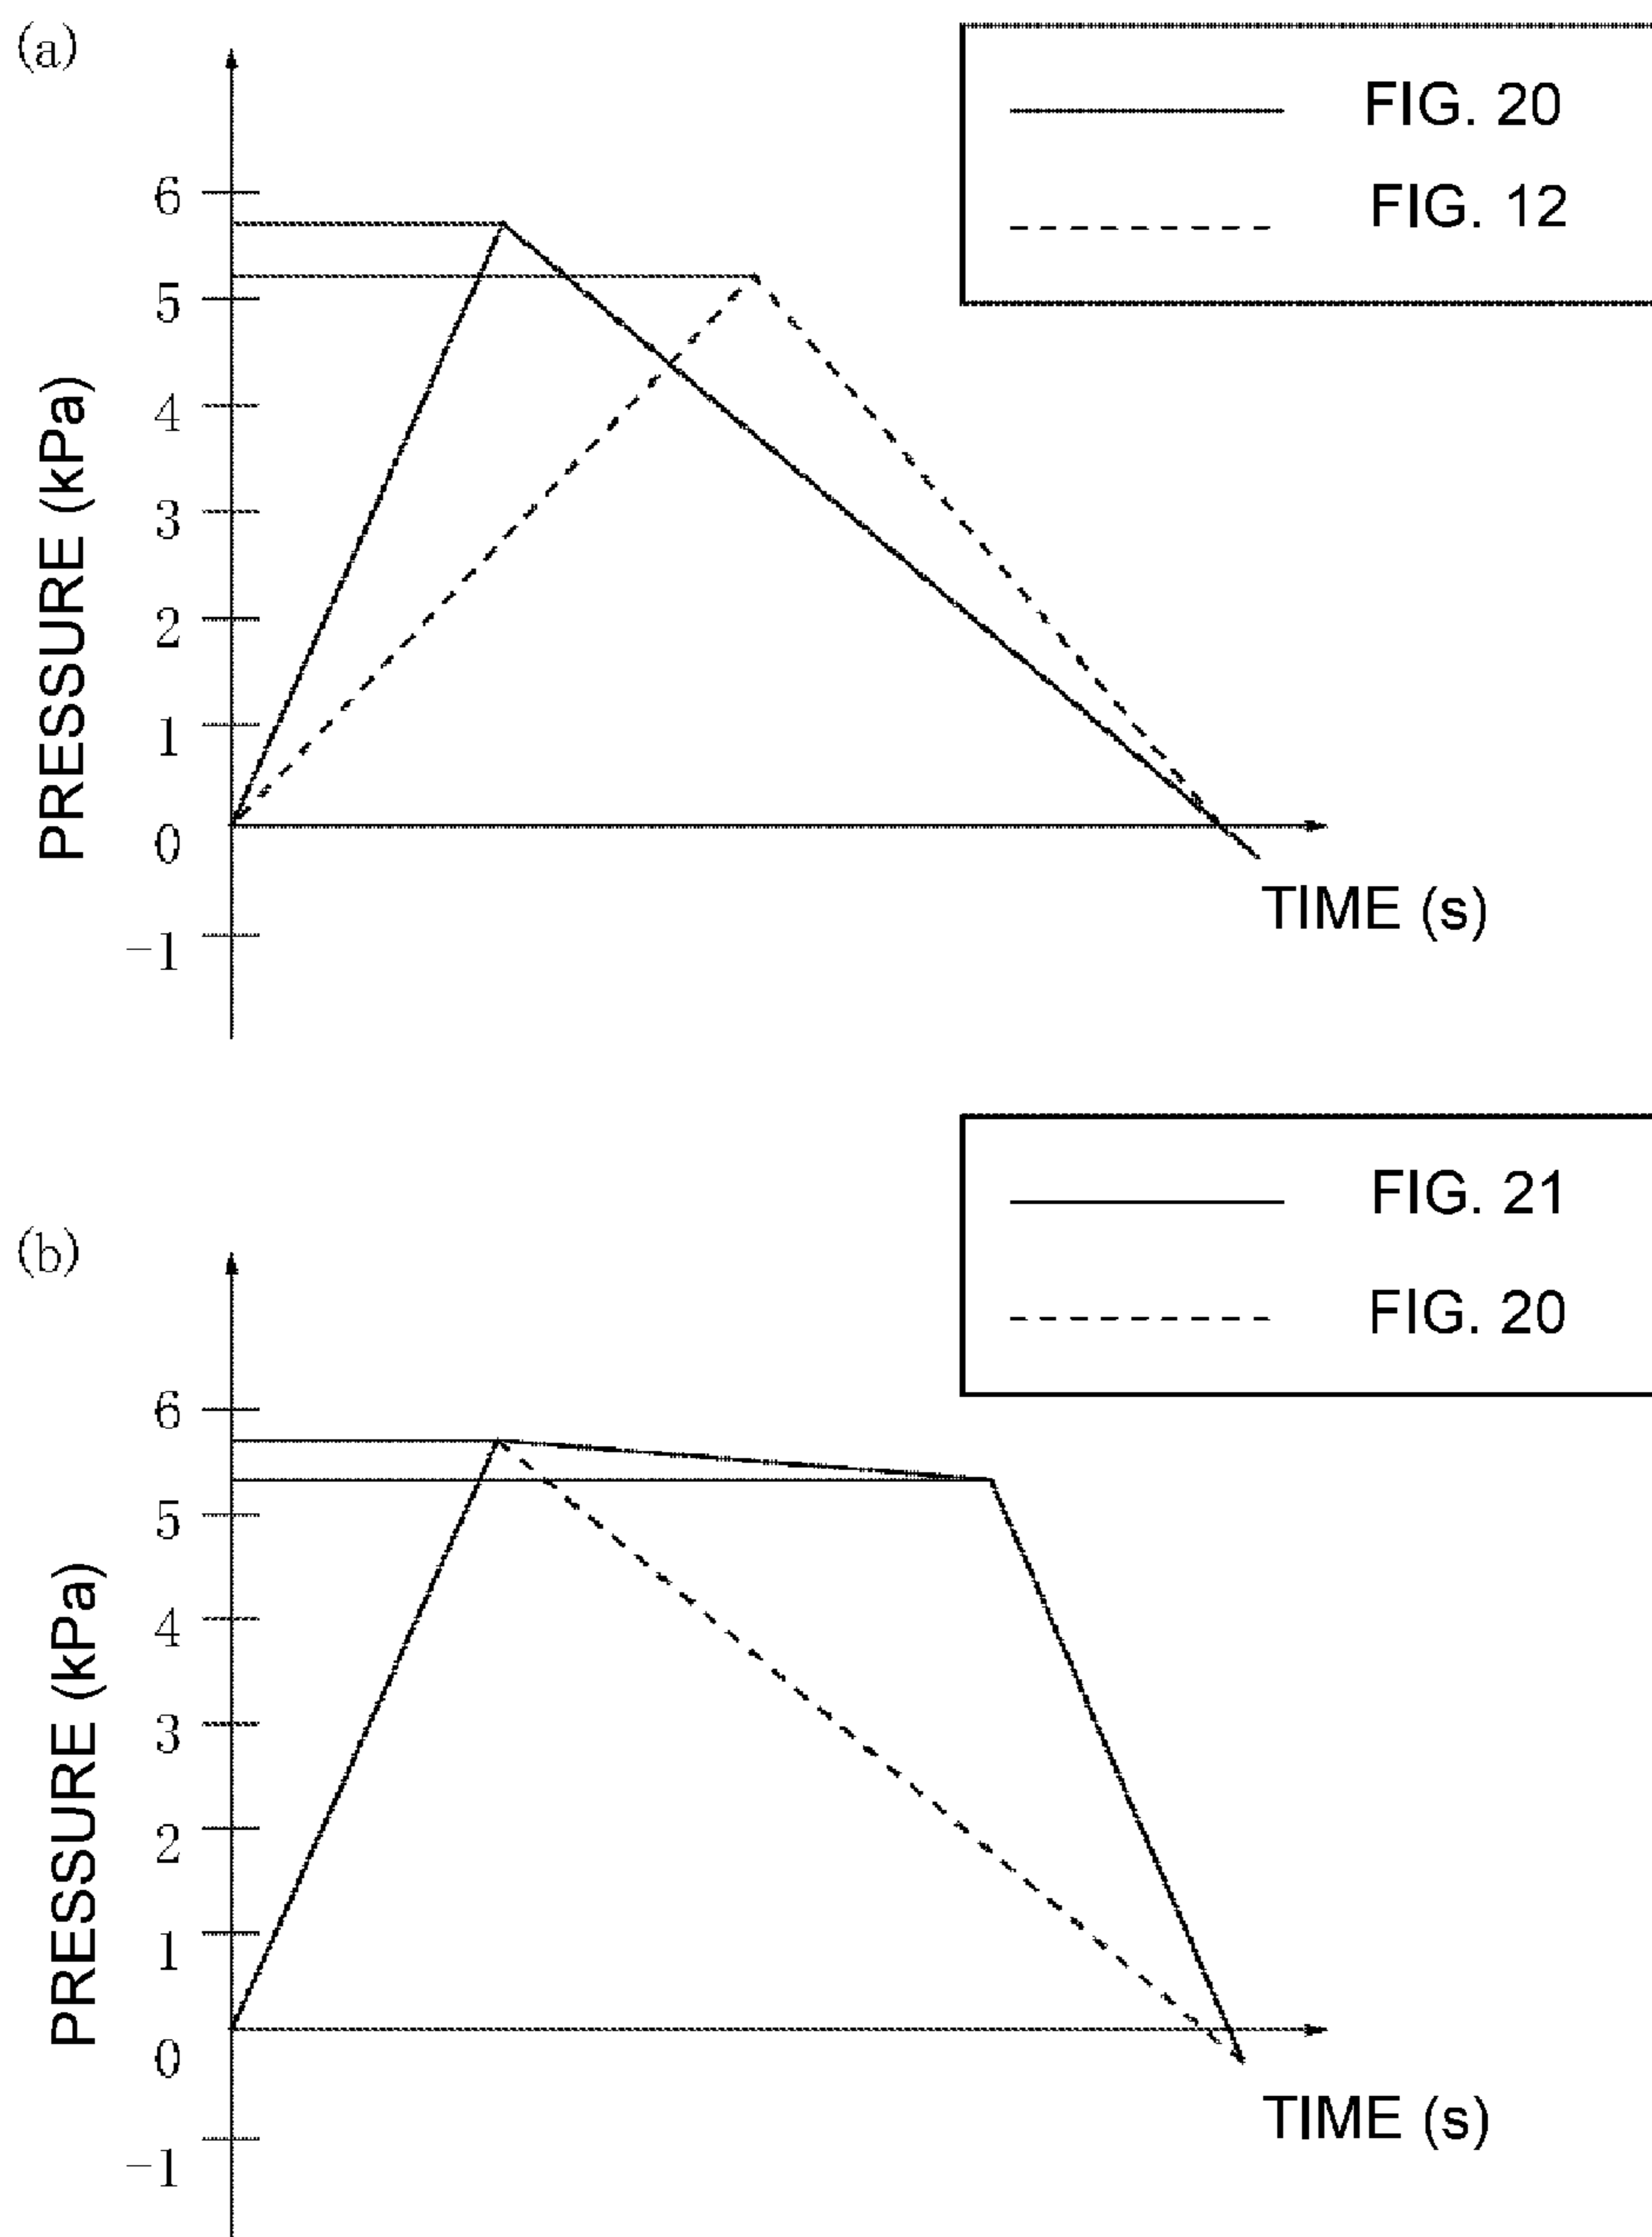 (a)
FIG. 20
FIG. 12
6
5
4
3
2
1
0
−1
PRESSURE (kPa)
TIME (s)
(b)
FIG. 21
FIG. 20
6
5
4
3
2
1
0
−1
PRESSURE (kPa)
TIME (s)